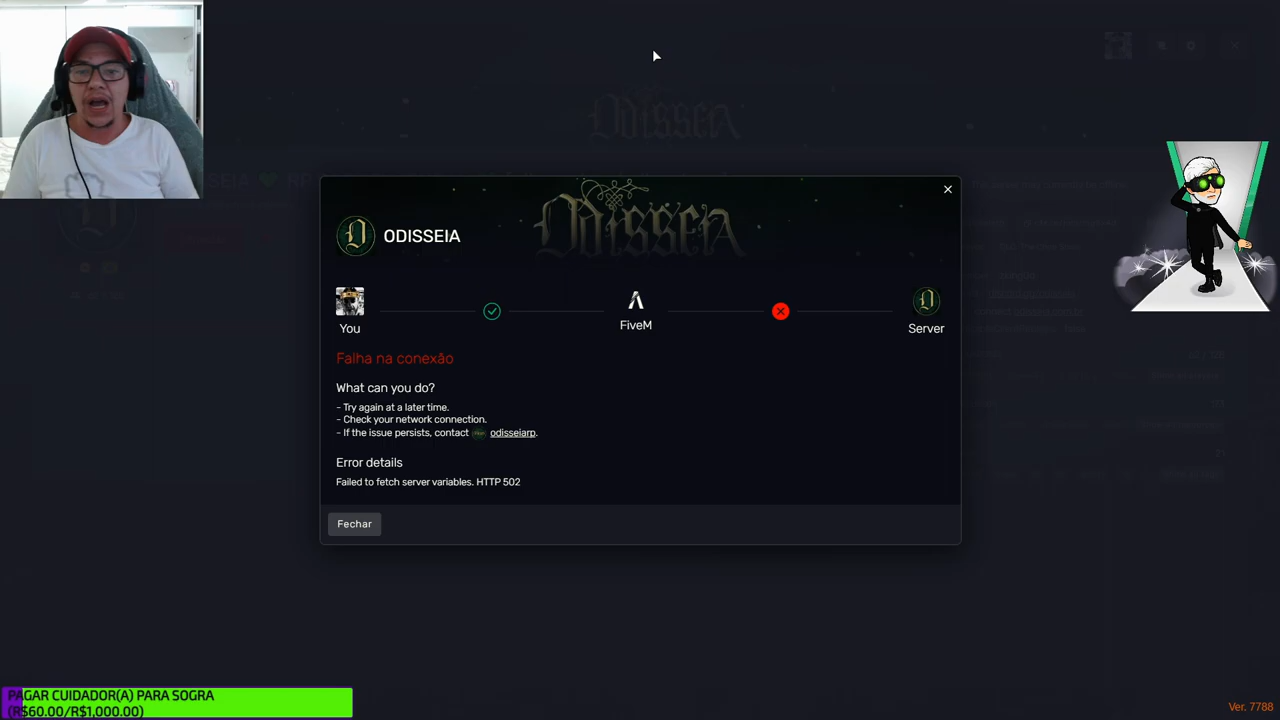 ODISSEIA
ODISSEIA
ODISSEIA
You
FiveM
Server
Falha na conexão
What can you do?
- Try again at a later time.
- Check your network connection.
- If the issue persists, contact odisseiarp.
Error details
Failed to fetch server variables. HTTP 502
Fechar
PAGAR CUIDADOR(A) PARA SOGRA
(R$60.00/R$1,000.00)
Ver. 7788